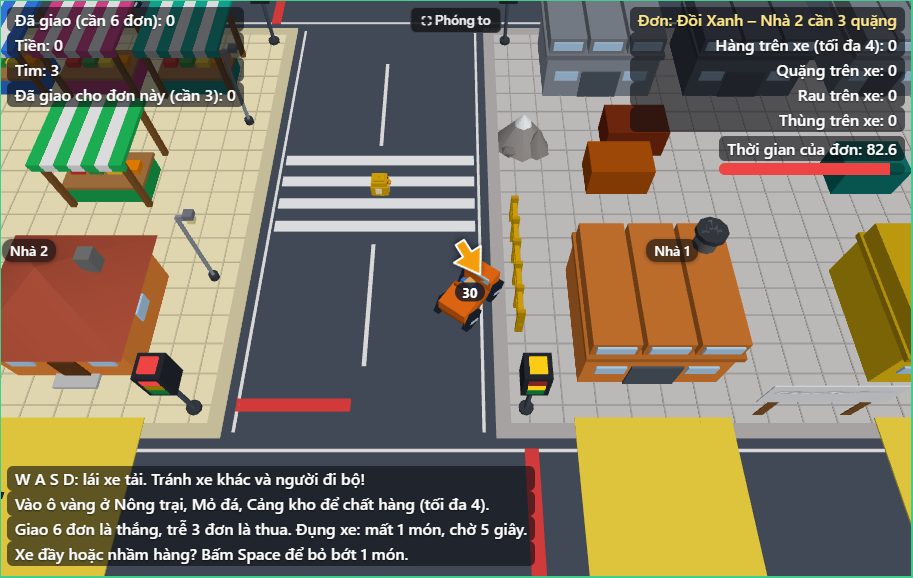 Đã giao (cần 6 đơn): 0
Tiền: 0
Tim: 3
Đã giao cho đơn này (cần 3): 0
Phóng to
Đơn: Đồi Xanh – Nhà 2 cần 3 quặng
Hàng trên xe (tối đa 4): 0
Quặng trên xe: 0
Rau trên xe: 0
Thùng trên xe: 0
Thời gian của đơn: 82.6
Nhà 2
Nhà 1
30
W A S D: lái xe tải. Tránh xe khác và người đi bộ!
Vào ô vàng ở Nông trại, Mỏ đá, Cảng kho để chất hàng (tối đa 4).
Giao 6 đơn là thắng, trễ 3 đơn là thua. Đụng xe: mất 1 món, chờ 5 giây.
Xe đầy hoặc nhầm hàng? Bấm Space để bỏ bớt 1 món.